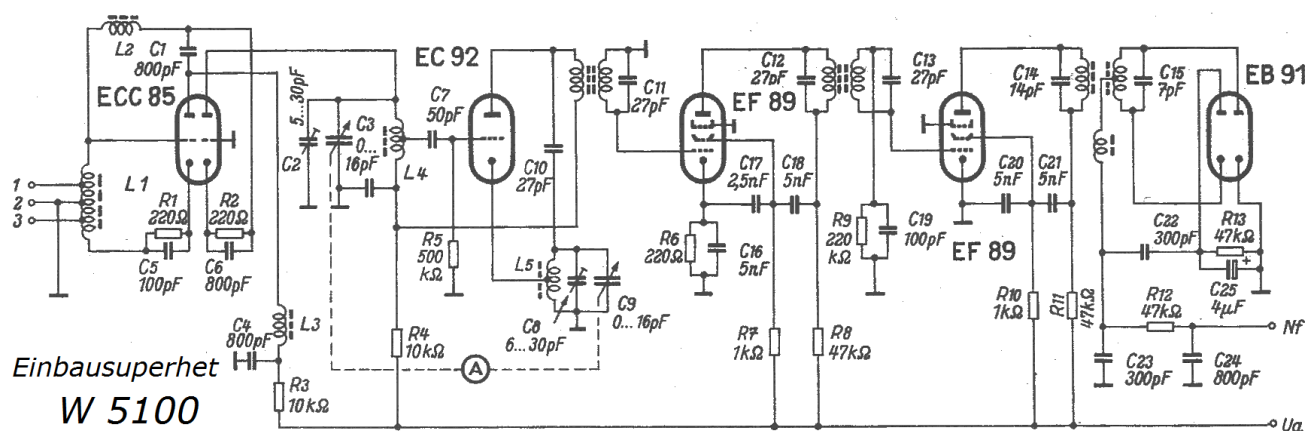 L2
C1
800pF
ECC 85
1
2
3
L1
R1
220Ω
R2
220Ω
C5
100pF
C6
800pF
C4
800pF
L3
R3
10kΩ
Einbausuperhet
W 5100
5...30pF
C2
C3
0...
16pF
L4
R4
10kΩ
A
EC 92
C7
50pF
R5
500
kΩ
C10
27pF
L5
C8
6...30pF
C9
0...16pF
C11
27pF
EF 89
R6
220Ω
C16
5nF
C17
2,5nF
C18
5nF
R7
1kΩ
R8
47kΩ
C12
27pF
R9
220
kΩ
C19
100pF
C13
27pF
EF 89
C20
5nF
C21
5nF
R10
1kΩ
R11
47kΩ
C14
14pF
C15
7pF
EB 91
C22
300pF
R13
47kΩ
+
C25
4µF
R12
47kΩ
C23
300pF
C24
800pF
Nf
Ua